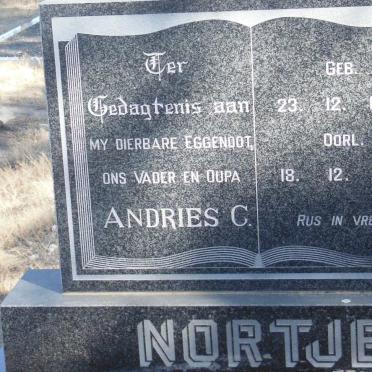 Ter
Gedagtenis aan
MY DIERBARE EGGENOOT,
ONS VADER EN OUPA
ANDRIES C.
GEB.
23. 12.
OORL.
18. 12.
RUS IN
NORTJE